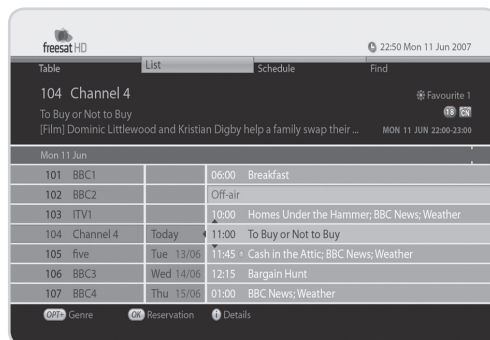 freesat HD
22:50 Mon 11 Jun 2007
Table List Schedule Find
104 Channel 4 Favourite 1
To Buy or Not to Buy 18 CN
[Film] Dominic Littlewood and Kristian Digby help a family swap their ... MON 11 JUN 22:00-23:00
Mon 11 Jun
101 BBC1 06:00 Breakfast
102 BBC2 Off-air
103 ITV1 10:00 Homes Under the Hammer; BBC News; Weather
104 Channel 4 Today 11:00 To Buy or Not to Buy
105 five Tue 13/06 11:45 Cash in the Attic; BBC News; Weather
106 BBC3 Wed 14/06 12:15 Bargain Hunt
107 BBC4 Thu 15/06 01:00 BBC News; Weather
OPT+ Genre OK Reservation i Details